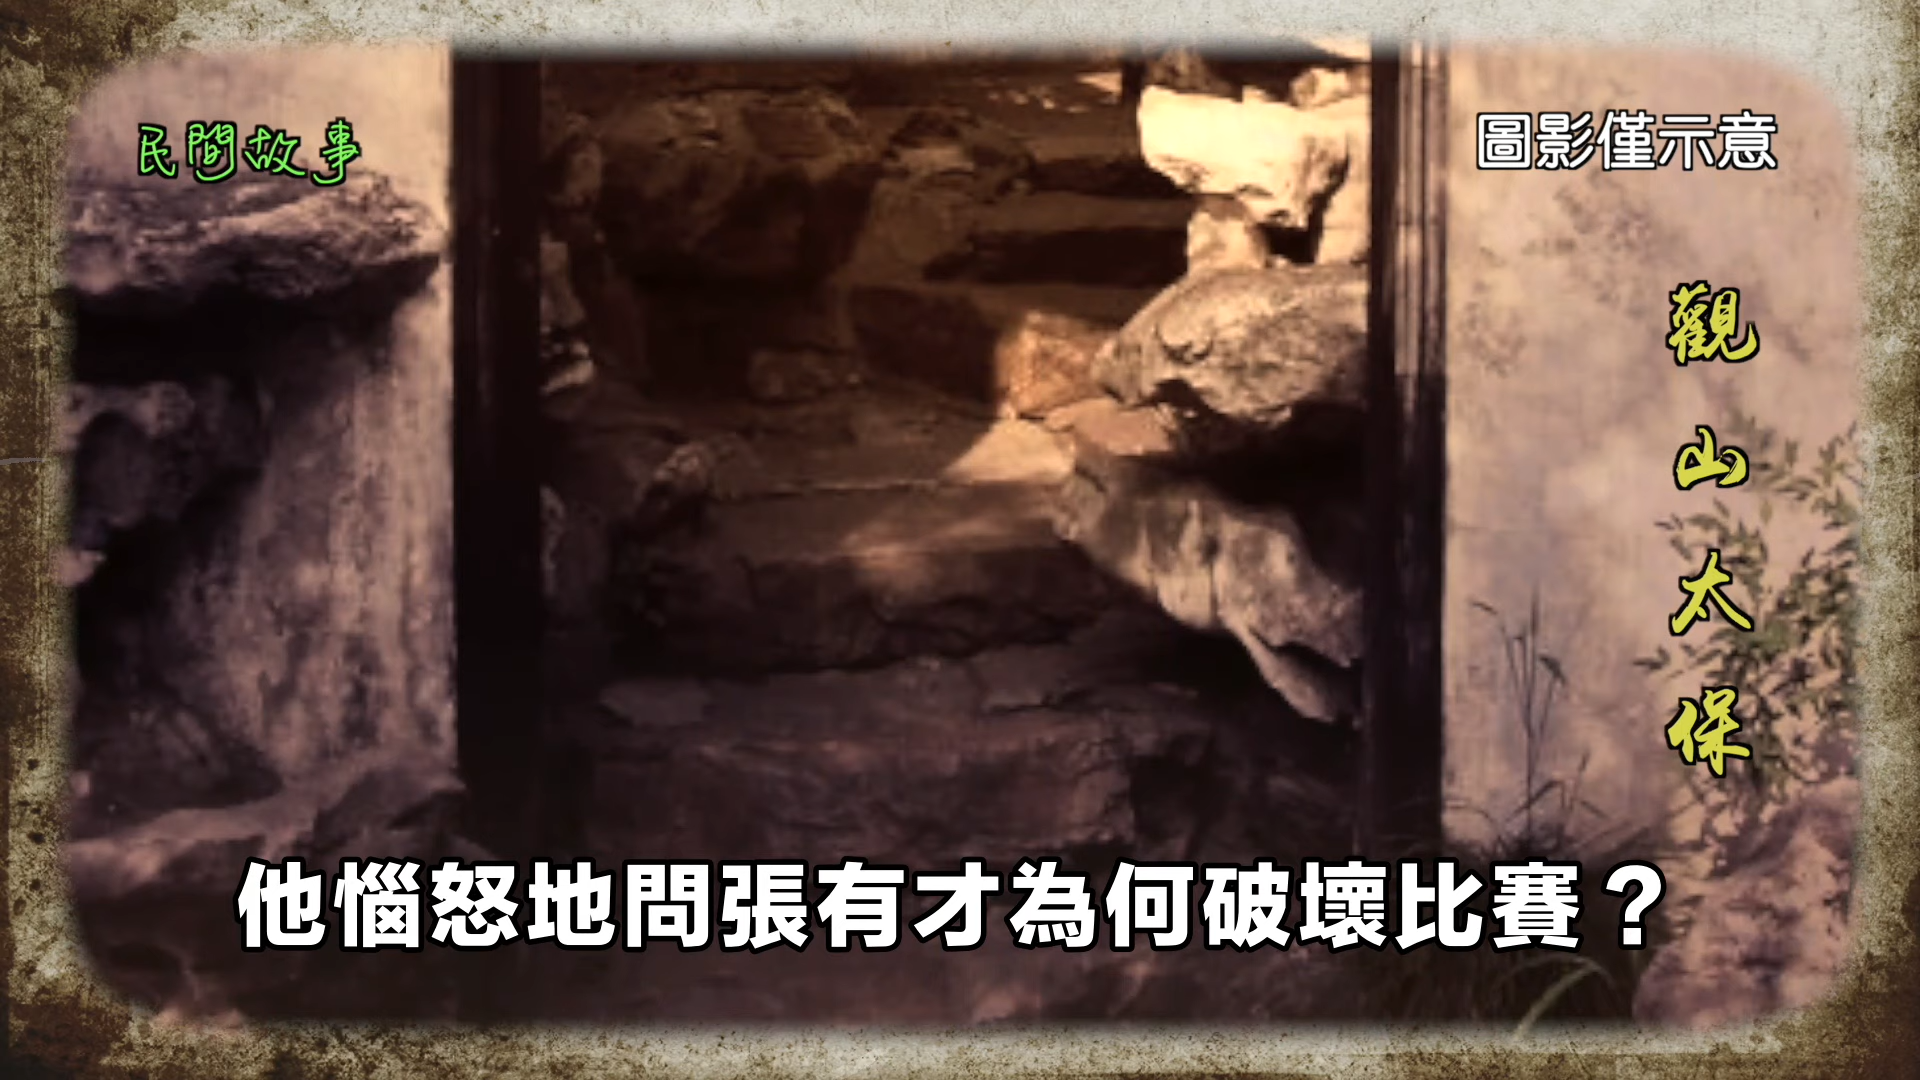 民間故事
圖影僅示意
觀山太保
他惱怒地問張有才為何破壞比賽？